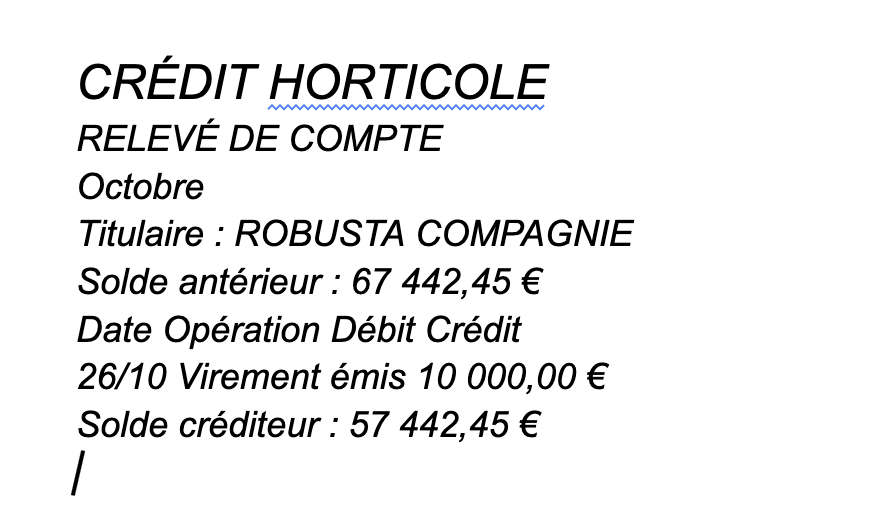 CRÉDIT HORTICOLE
RELEVÉ DE COMPTE
Octobre
Titulaire : ROBUSTA COMPAGNIE
Solde antérieur : 67 442,45 €
Date Opération Débit Crédit
26/10 Virement émis 10 000,00 €
Solde créditeur : 57 442,45 €